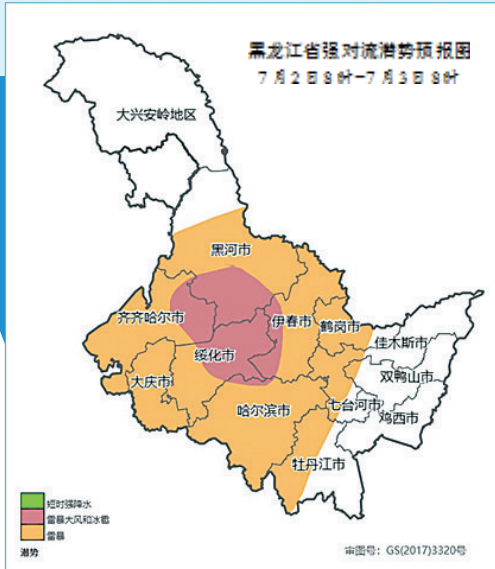 黑龙江省强对流潜势预报图
7月2日8时-7月3日8时
大兴安岭地区
黑河市
齐齐哈尔市
伊春市
鹤岗市
佳木斯市
绥化市
双鸭山市
大庆市
七台河市
哈尔滨市
鸡西市
牡丹江市
短时强降水
雷暴大风和冰雹
雷暴
潜势
审图号：GS(2017)3320号